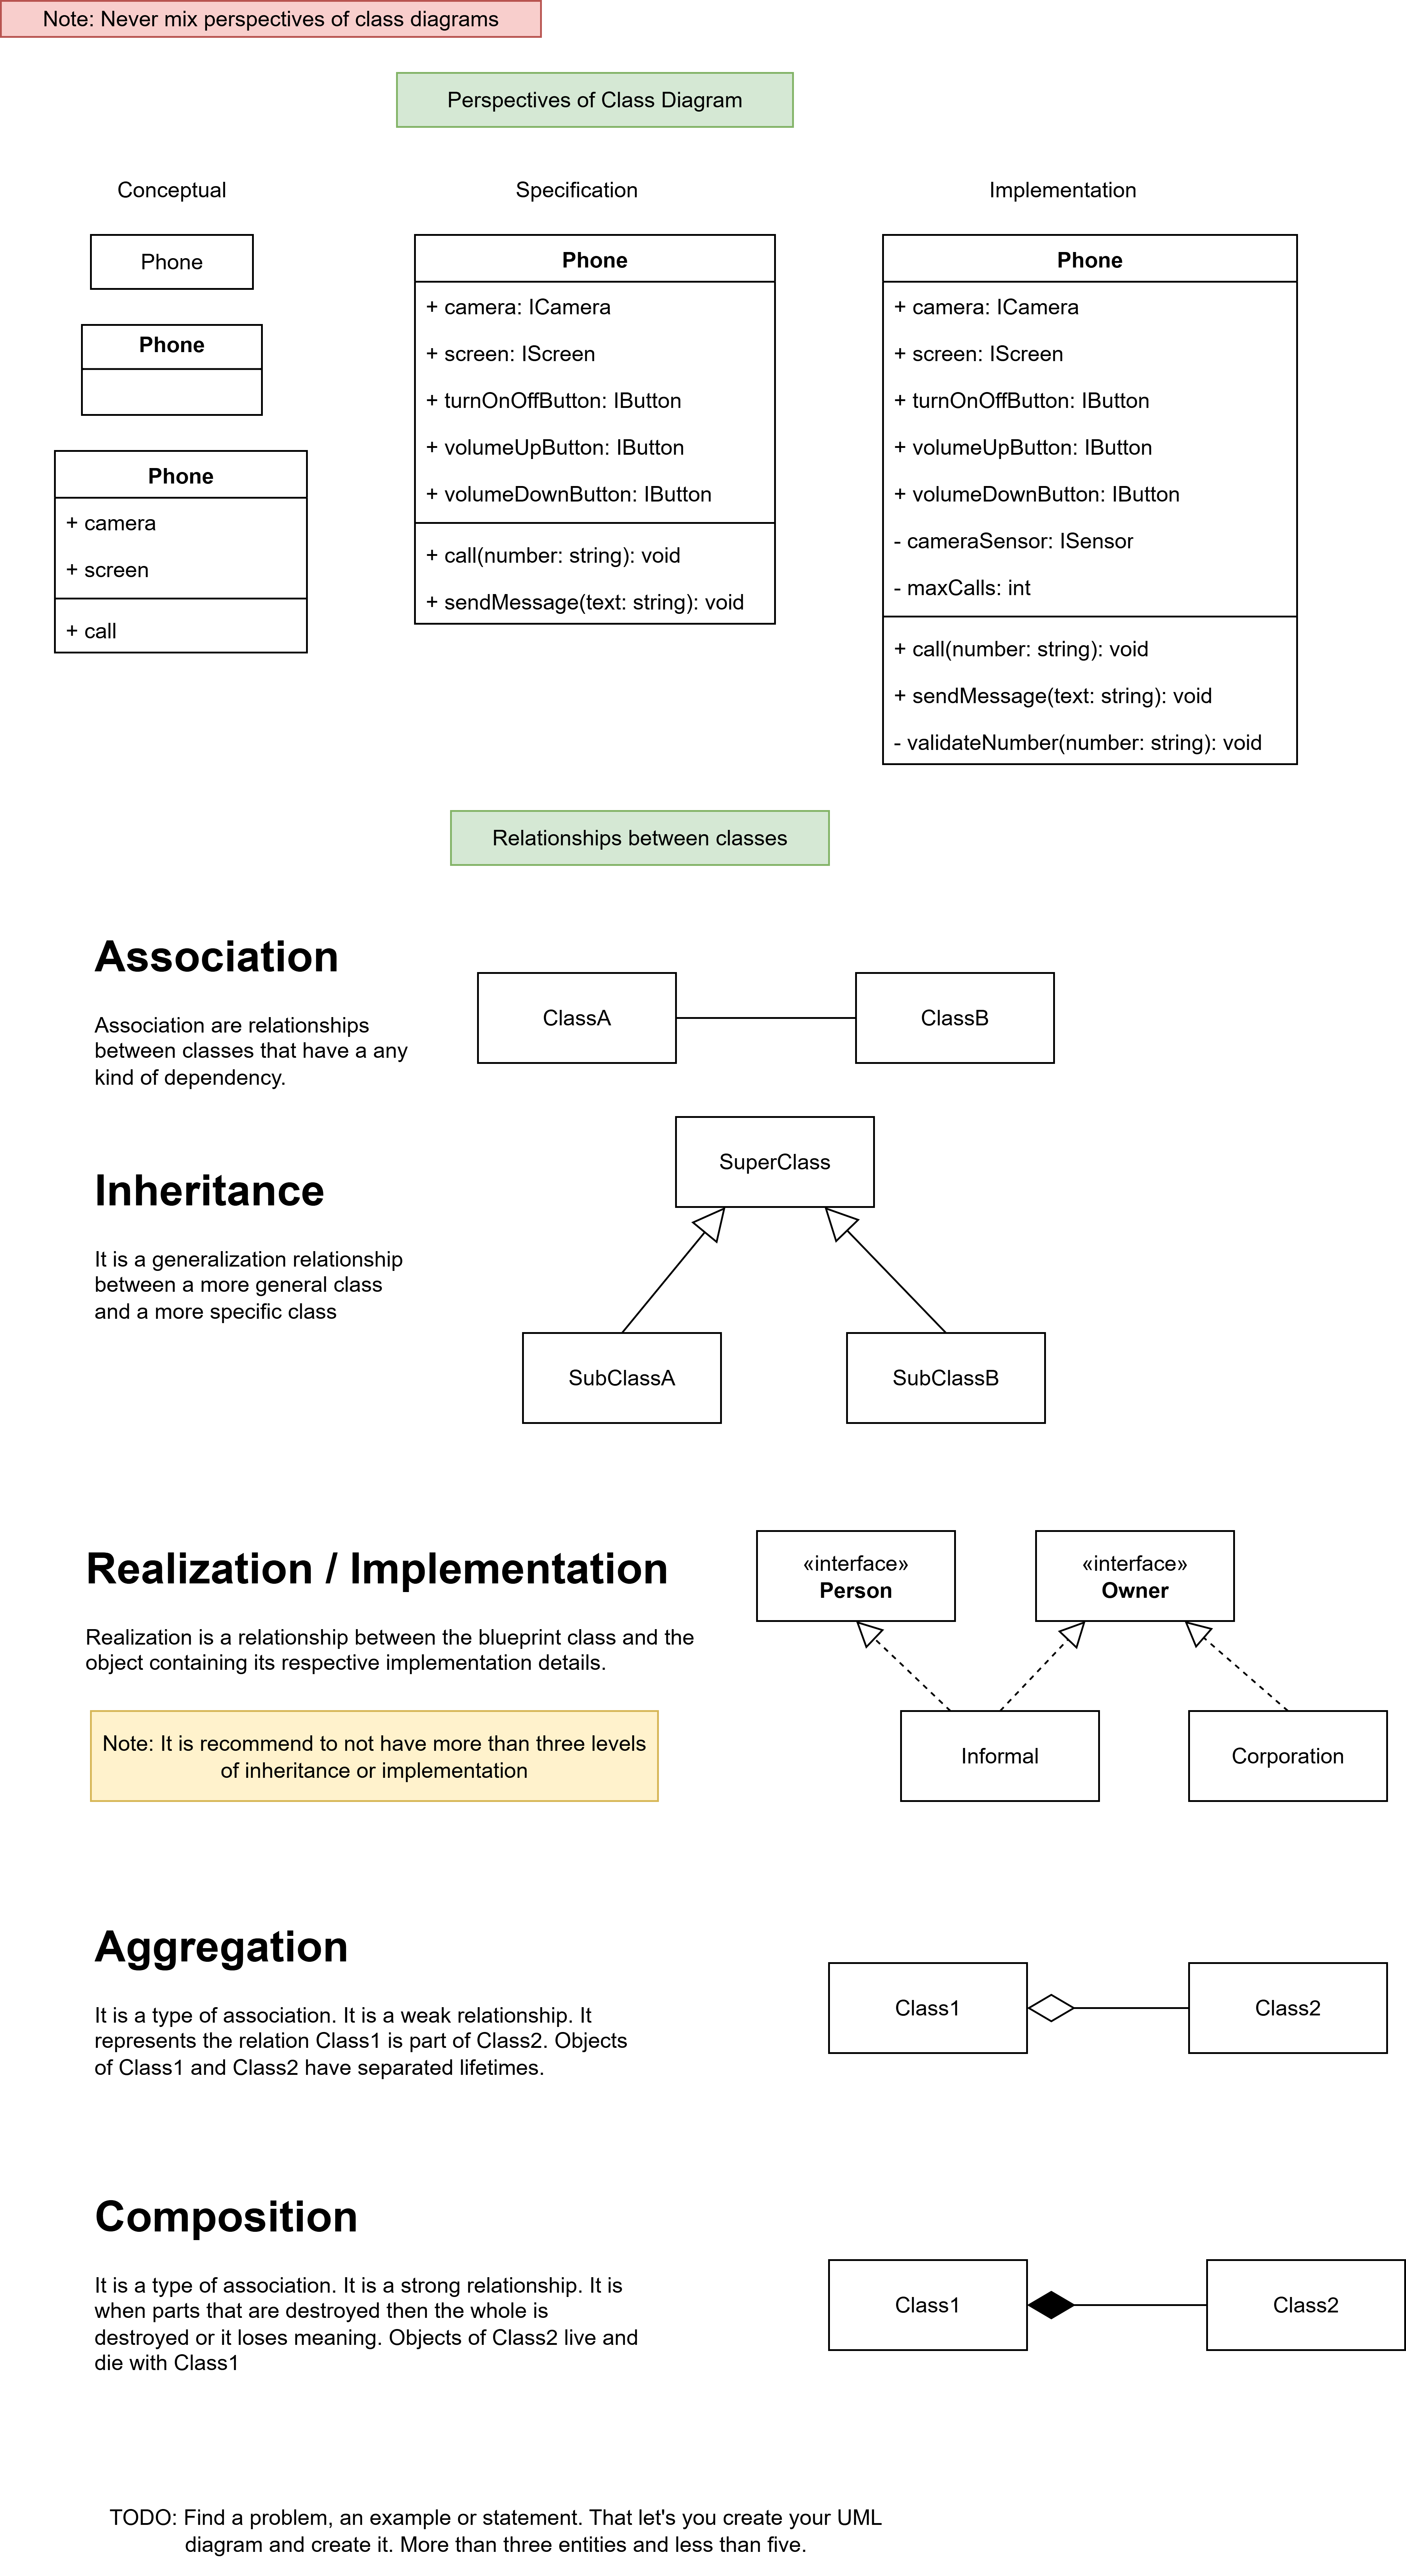 Note: Never mix perspectives of class diagrams
Perspectives of Class Diagram
Conceptual
Specification
Implementation
Phone
Phone
Phone
+ camera
+ screen
+ call
Phone
+ camera: ICamera
+ screen: IScreen
+ turnOnOffButton: IButton
+ volumeUpButton: IButton
+ volumeDownButton: IButton
+ call(number: string): void
+ sendMessage(text: string): void
Phone
+ camera: ICamera
+ screen: IScreen
+ turnOnOffButton: IButton
+ volumeUpButton: IButton
+ volumeDownButton: IButton
- cameraSensor: ISensor
- maxCalls: int
+ call(number: string): void
+ sendMessage(text: string): void
- validateNumber(number: string): void
Relationships between classes
Association
Association are relationships
between classes that have a any
kind of dependency.
ClassA
ClassB
Inheritance
It is a generalization relationship
between a more general class
and a more specific class
SuperClass
SubClassA
SubClassB
Realization / Implementation
Realization is a relationship between the blueprint class and the
object containing its respective implementation details.
Note: It is recommend to not have more than three levels
of inheritance or implementation
«interface»
Person
«interface»
Owner
Informal
Corporation
Aggregation
It is a type of association. It is a weak relationship. It
represents the relation Class1 is part of Class2. Objects
of Class1 and Class2 have separated lifetimes.
Class1
Class2
Composition
It is a type of association. It is a strong relationship. It is
when parts that are destroyed then the whole is
destroyed or it loses meaning. Objects of Class2 live and
die with Class1
Class1
Class2
TODO: Find a problem, an example or statement. That let's you create your UML
diagram and create it. More than three entities and less than five.